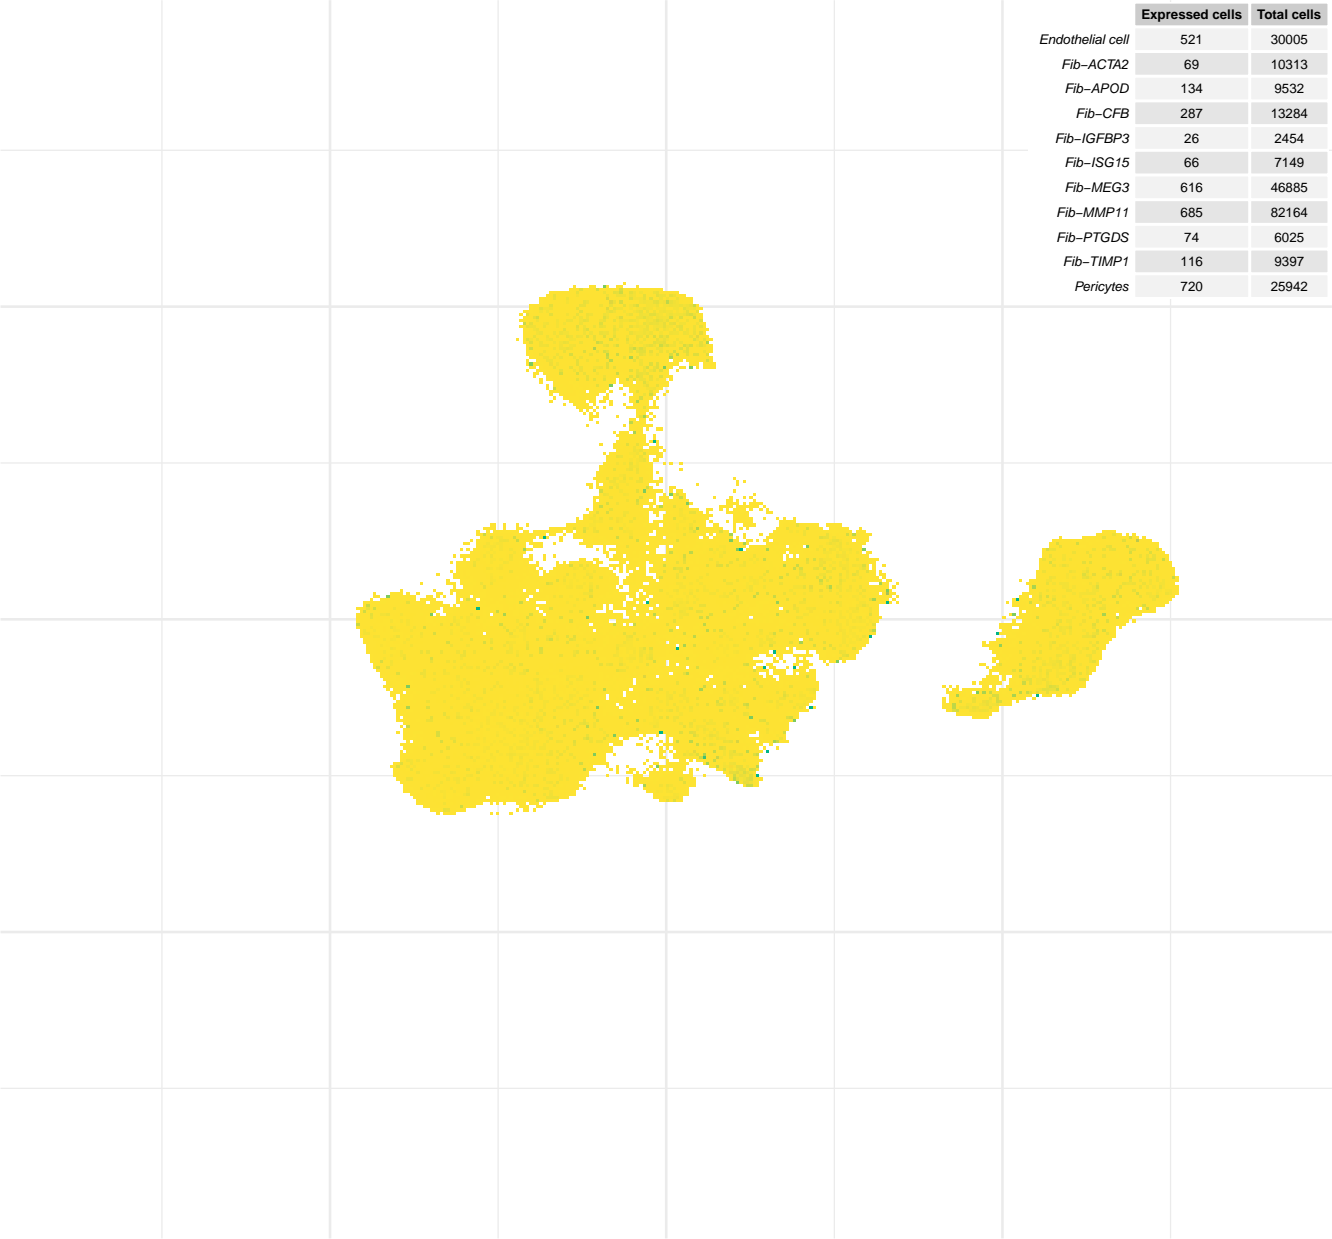 Expressed cells Total cells
Endothelial cell 521 30005
Fib−ACTA2 69 10313
Fib−APOD 134 9532
Fib−CFB 287 13284
Fib−IGFBP3 26 2454
Fib−ISG15 66 7149
Fib−MEG3 616 46885
Fib−MMP11 685 82164
Fib−PTGDS 74 6025
Fib−TIMP1 116 9397
Pericytes 720 25942